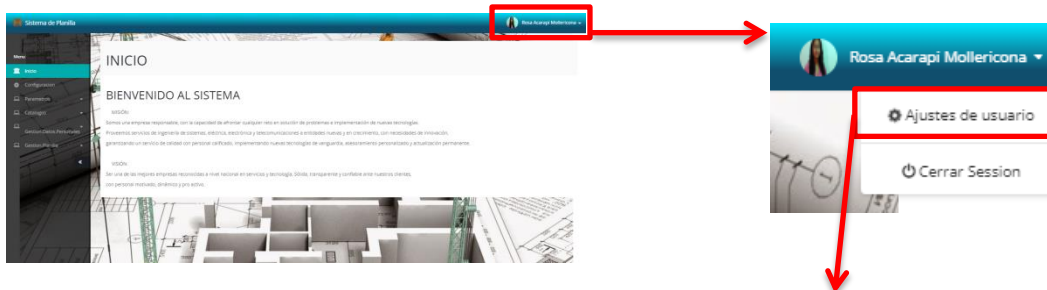 Sistema de Planilla
Rosa Acarapi Mollericona
Menu
Inicio
Configuracion
Parametros
Catalogos
Gestion Datos Personales
Gestion Planilla
INICIO
BIENVENIDO AL SISTEMA
MISIÓN:
Somos una empresa responsable, con la capacidad de afrontar cualquier reto en solución de problemas e implementación de nuevas tecnologías.
Proveemos servicios de ingeniería de sistemas, eléctrica, electrónica y telecomunicaciones a entidades nuevas y en crecimiento, con necesidades de innovación,
garantizando un servicio de calidad con personal calificado, implementando nuevas tecnologías de vanguardia, asesoramiento personalizado y actualización permanente
VISIÓN:
Ser una de las mejores empresas reconocidas a nivel nacional en servicios y tecnología. Sólida, transparente y confiable ante nuestros clientes,
con personal motivado, dinámico y pro activo.
Rosa Acarapi Mollericona
Ajustes de usuario
Cerrar Session